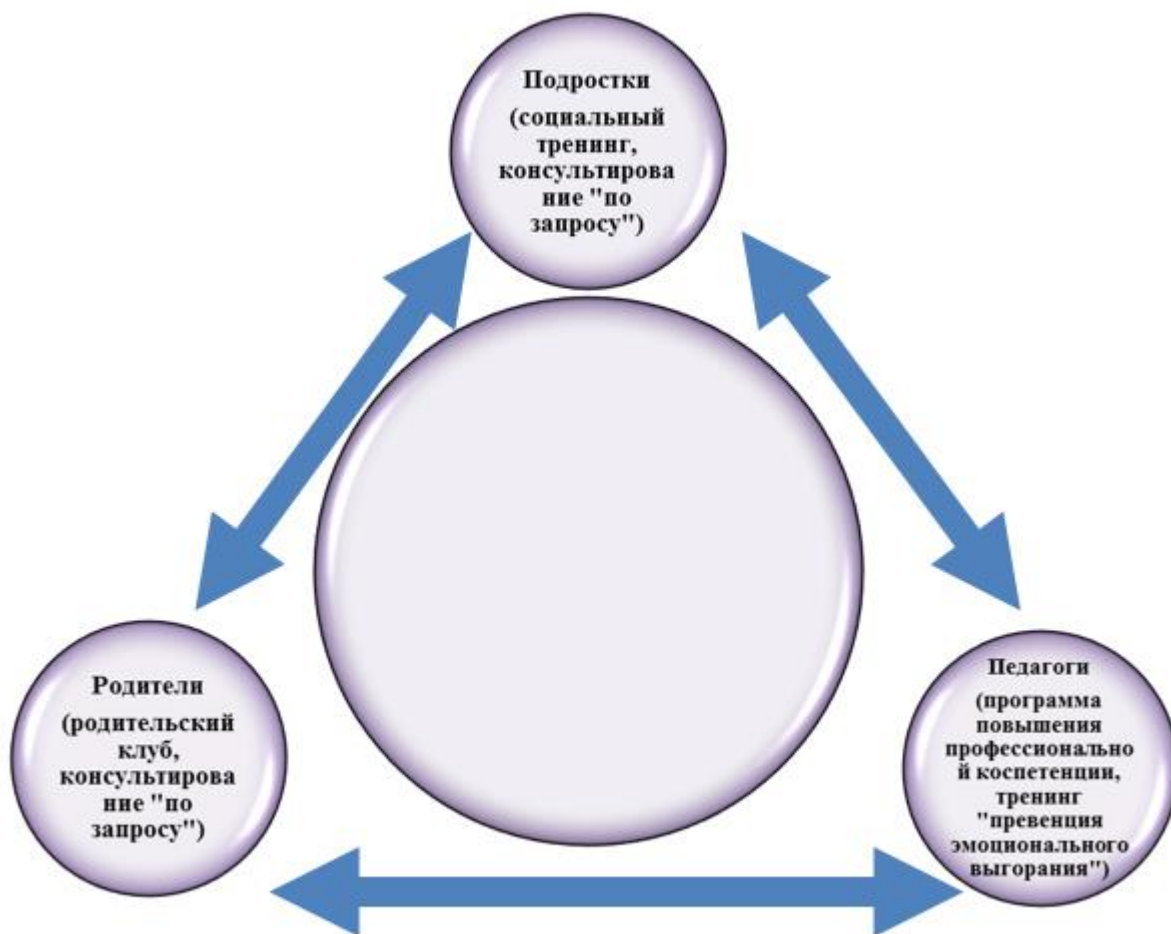 Подростки
(социальный
тренинг,
консультирова
ние "по
запросу")
Родители
(родительский
клуб,
консультирова
ние "по
запросу")
Педагоги
(программа
повышения
профессионально
й коспетенции,
тренинг
"превенция
эмоционального
выгорания")